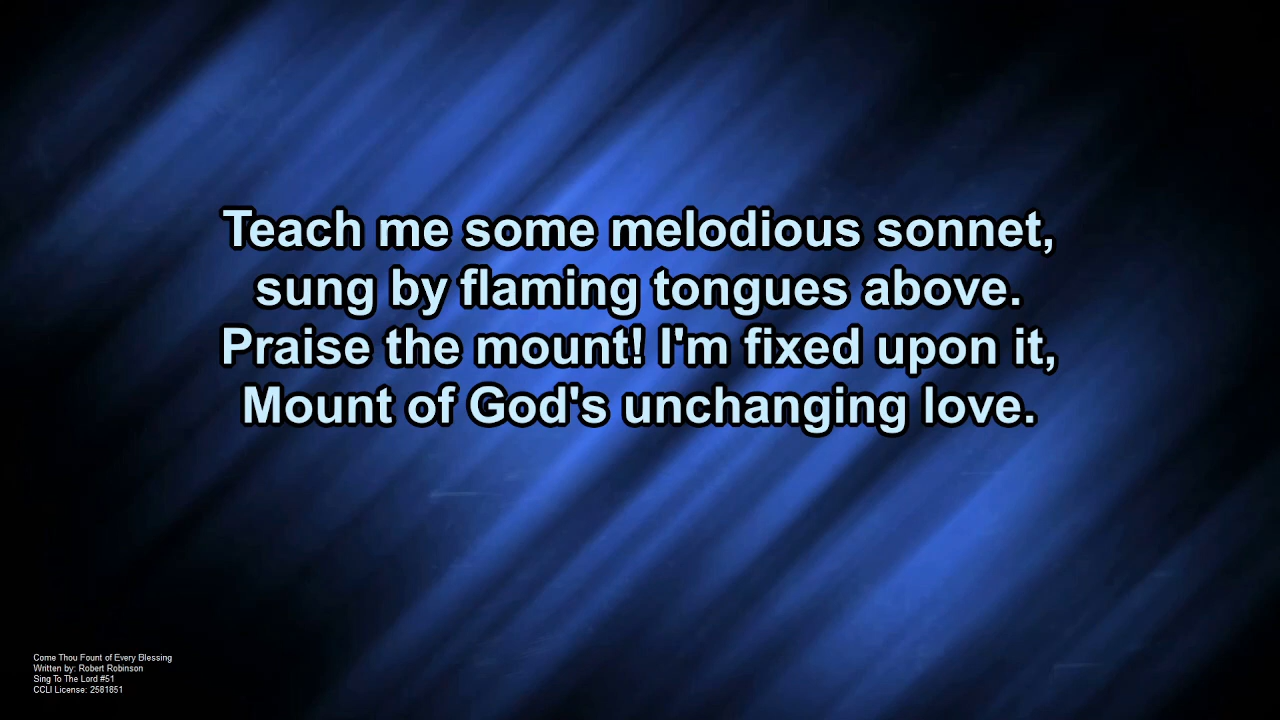 Teach me some melodious sonnet,
sung by flaming tongues above.
Praise the mount! I'm fixed upon it,
Mount of God's unchanging love.
Come Thou Fount of Every Blessing
Written by: Robert Robinson
Sing To The Lord #51
CCLI License: 2581851